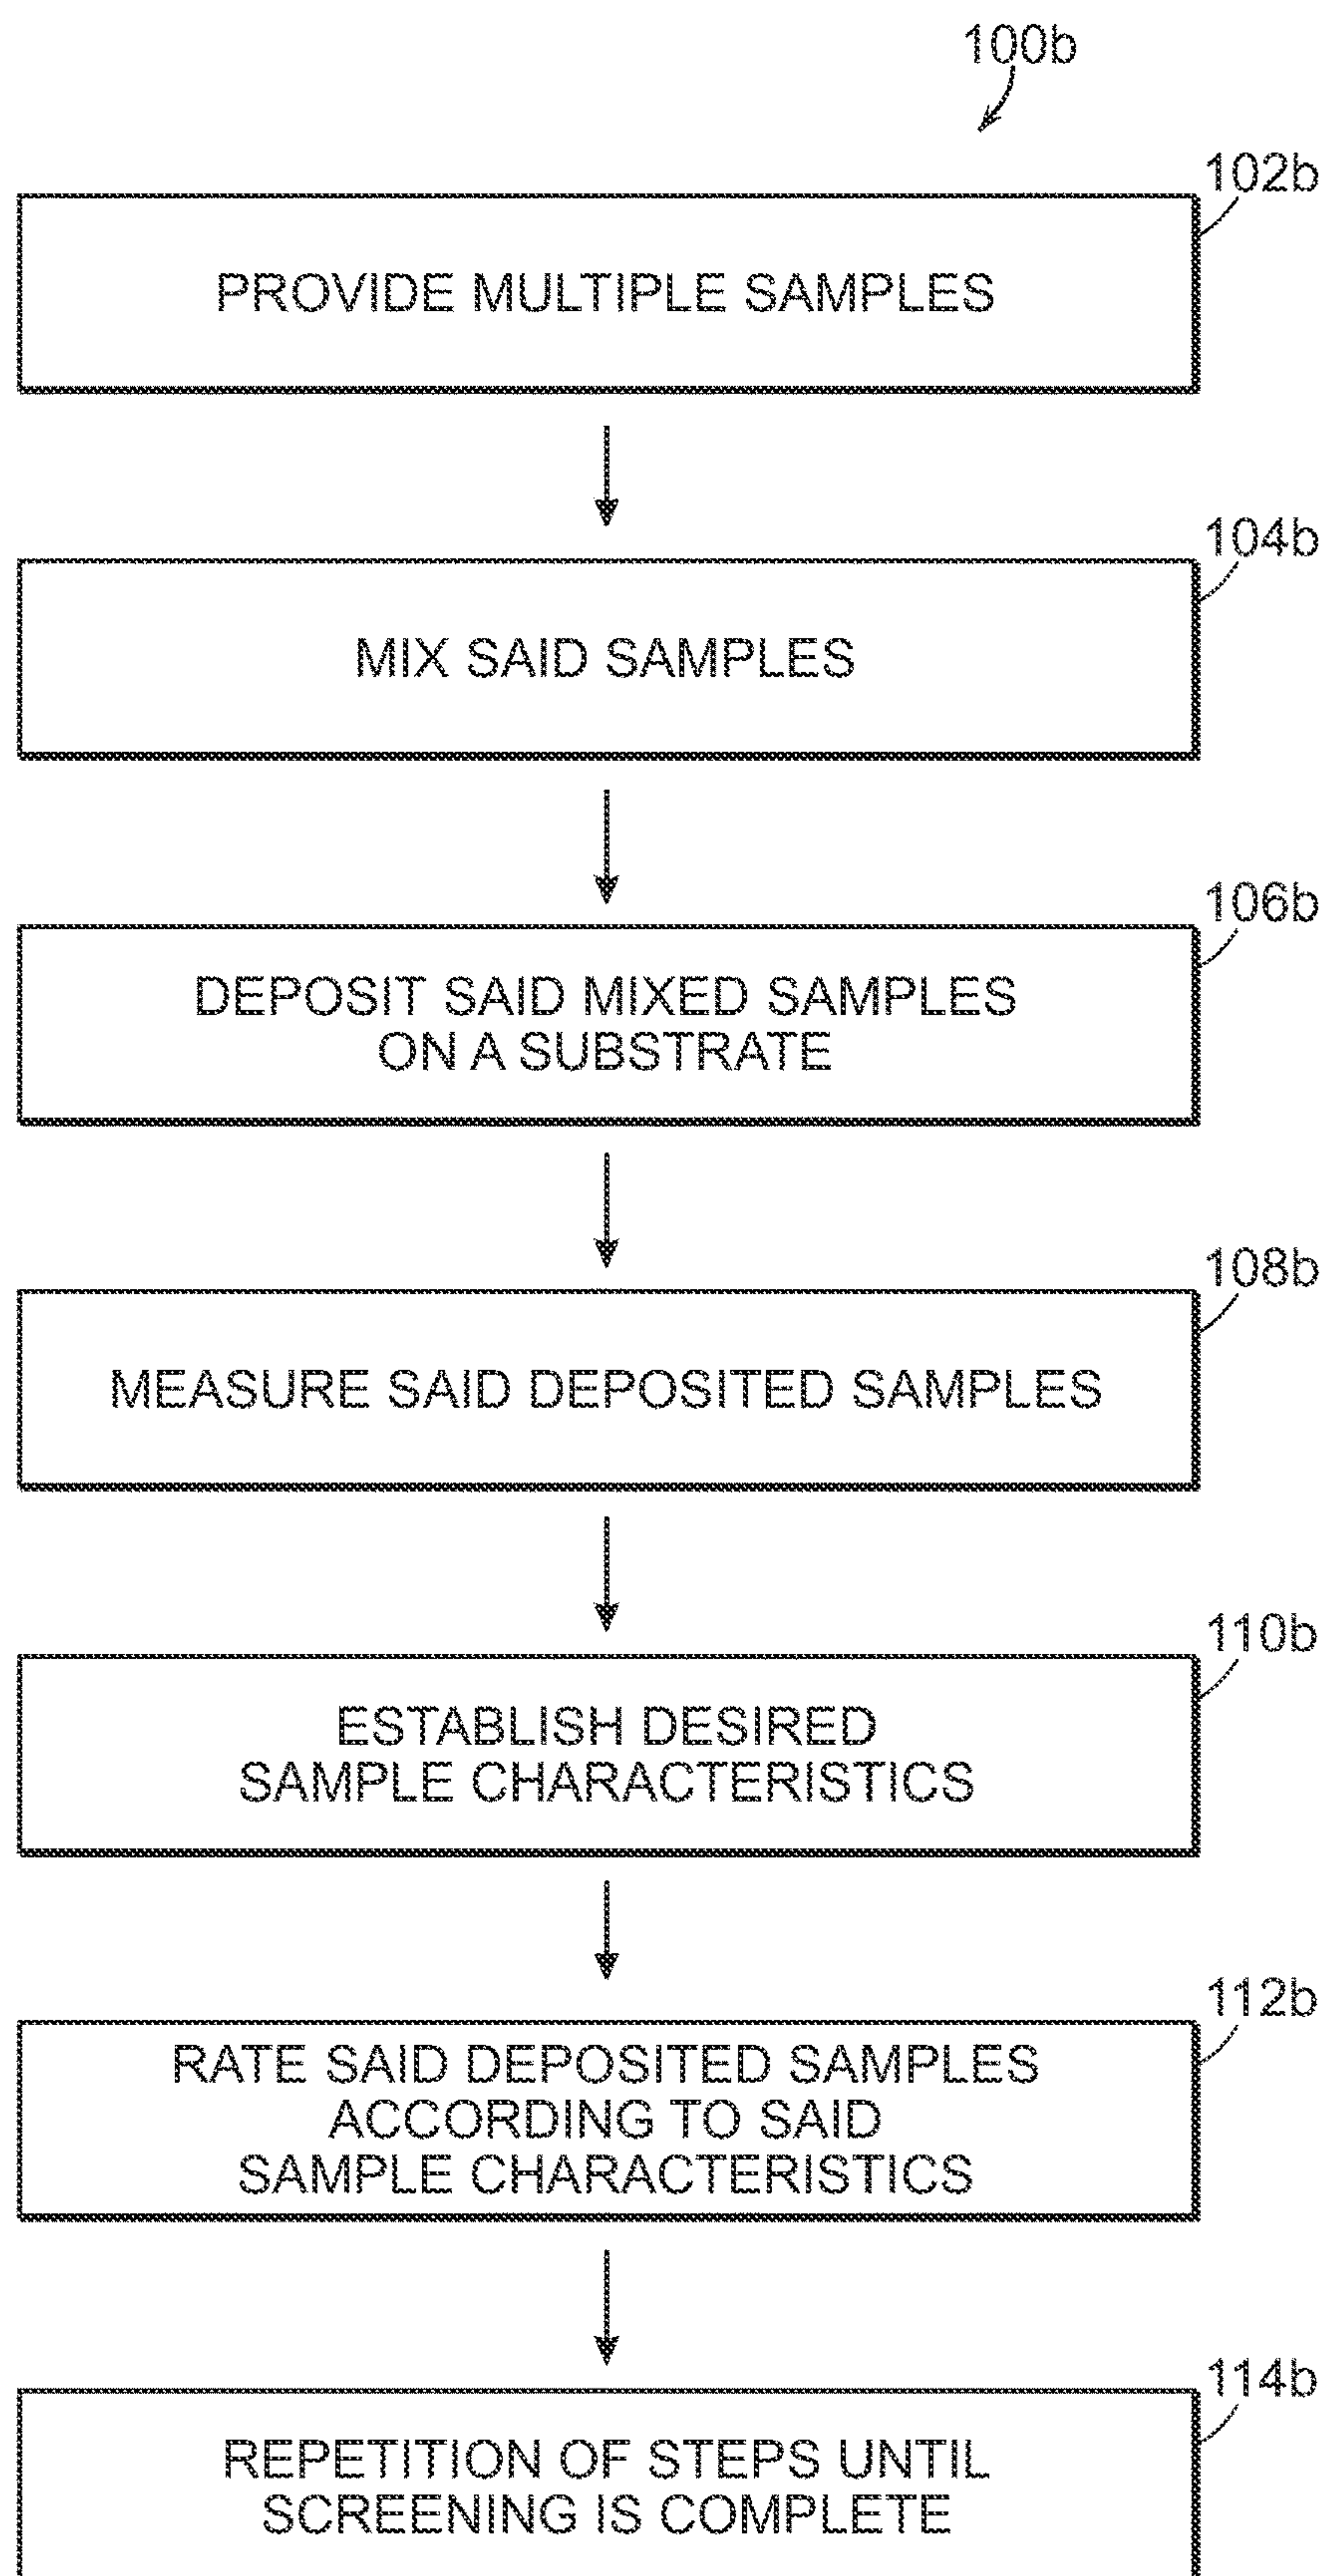 100b
102b
PROVIDE MULTIPLE SAMPLES
104b
MIX SAID SAMPLES
106b
DEPOSIT SAID MIXED SAMPLES
ON A SUBSTRATE
108b
MEASURE SAID DEPOSITED SAMPLES
110b
ESTABLISH DESIRED
SAMPLE CHARACTERISTICS
112b
RATE SAID DEPOSITED SAMPLES
ACCORDING TO SAID
SAMPLE CHARACTERISTICS
114b
REPETITION OF STEPS UNTIL
SCREENING IS COMPLETE